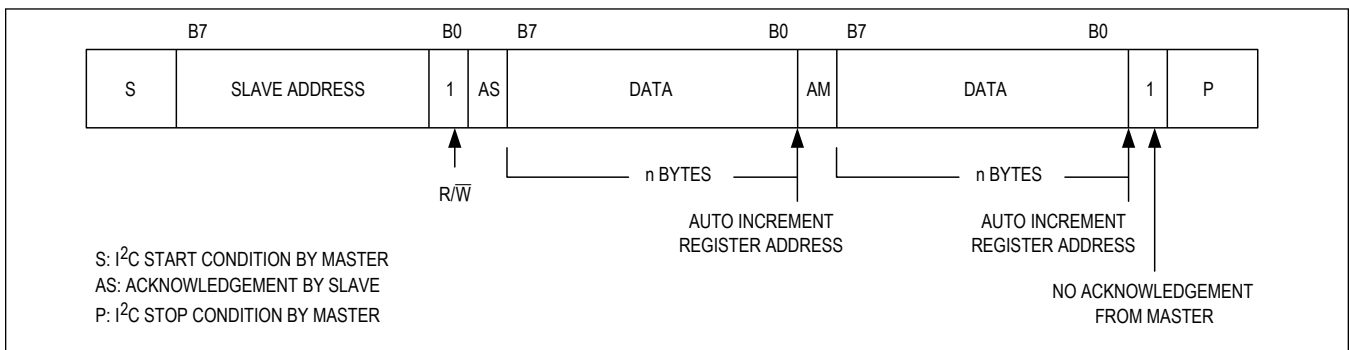 B7 B0 B7 B0 B7 B0
S SLAVE ADDRESS 1 AS DATA AM DATA 1 P
R/W̅
n BYTES n BYTES
AUTO INCREMENT
REGISTER ADDRESS
AUTO INCREMENT
REGISTER ADDRESS
S: I²C START CONDITION BY MASTER
AS: ACKNOWLEDGEMENT BY SLAVE
P: I²C STOP CONDITION BY MASTER
NO ACKNOWLEDGEMENT
FROM MASTER